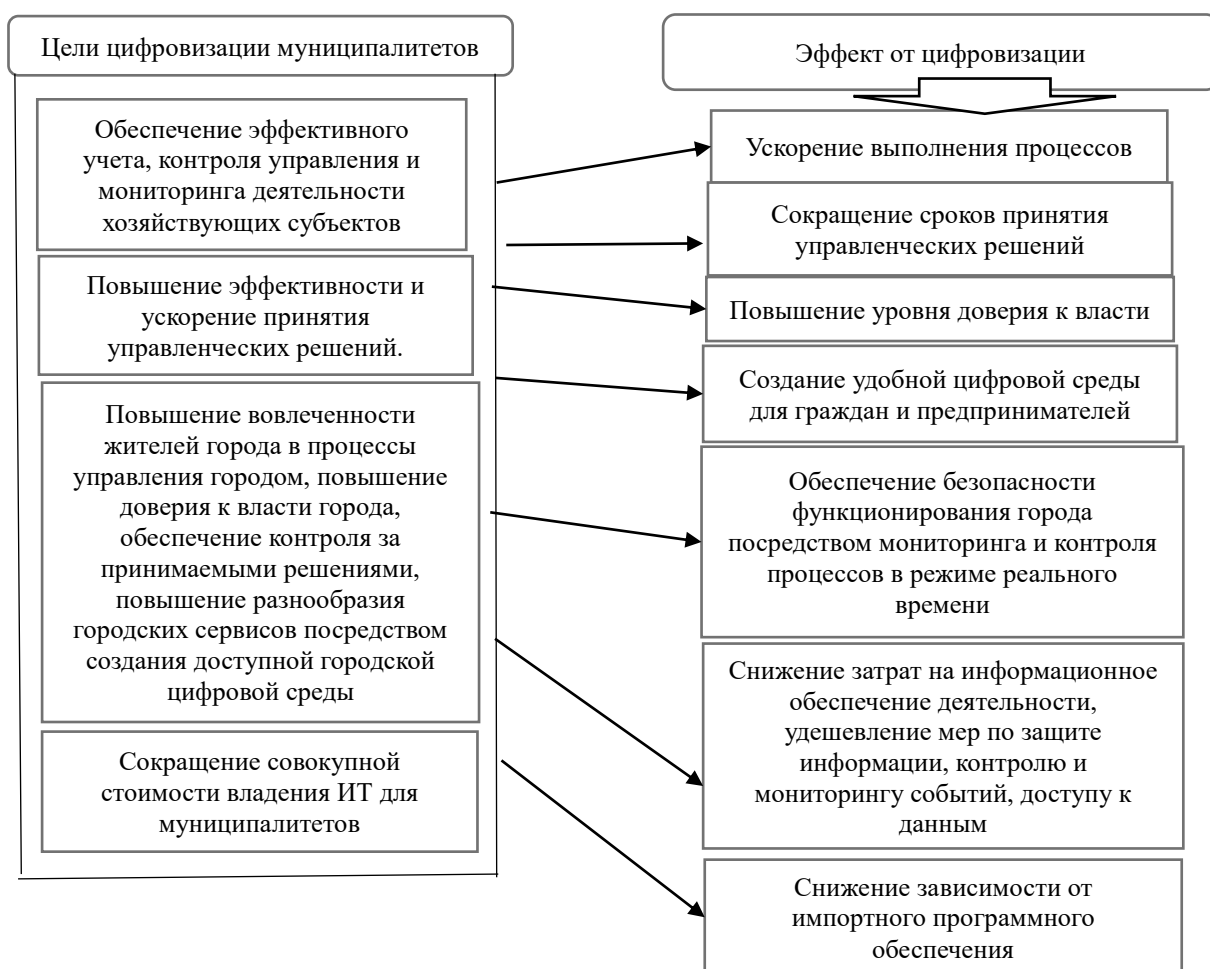 Цели цифровизации муниципалитетов
Обеспечение эффективного
учета, контроля управления и
мониторинга деятельности
хозяйствующих субъектов
Повышение эффективности и
ускорение принятия
управленческих решений.
Повышение вовлеченности
жителей города в процессы
управления городом, повышение
доверия к власти города,
обеспечение контроля за
принимаемыми решениями,
повышение разнообразия
городских сервисов посредством
создания доступной городской
цифровой среды
Сокращение совокупной
стоимости владения ИТ для
муниципалитетов
Эффект от цифровизации
Ускорение выполнения процессов
Сокращение сроков принятия
управленческих решений
Повышение уровня доверия к власти
Создание удобной цифровой среды
для граждан и предпринимателей
Обеспечение безопасности
функционирования города
посредством мониторинга и контроля
процессов в режиме реального
времени
Снижение затрат на информационное
обеспечение деятельности,
удешевление мер по защите
информации, контролю и
мониторингу событий, доступу к
данным
Снижение зависимости от
импортного программного
обеспечения